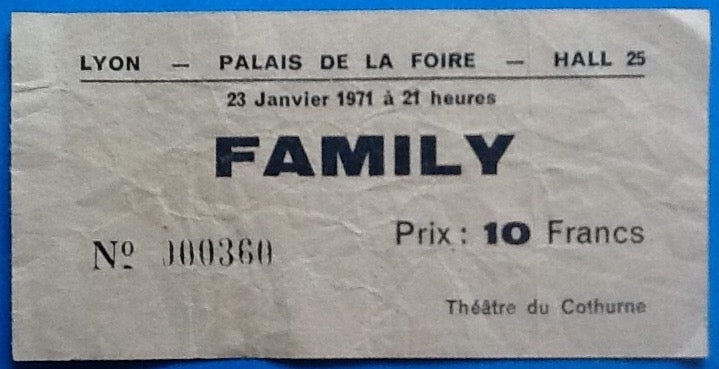 LYON — PALAIS DE LA FOIRE — HALL 25
23 Janvier 1971 à 21 heures
FAMILY
Prix : 10 Francs
Nº 000360
Théâtre du Cothurne